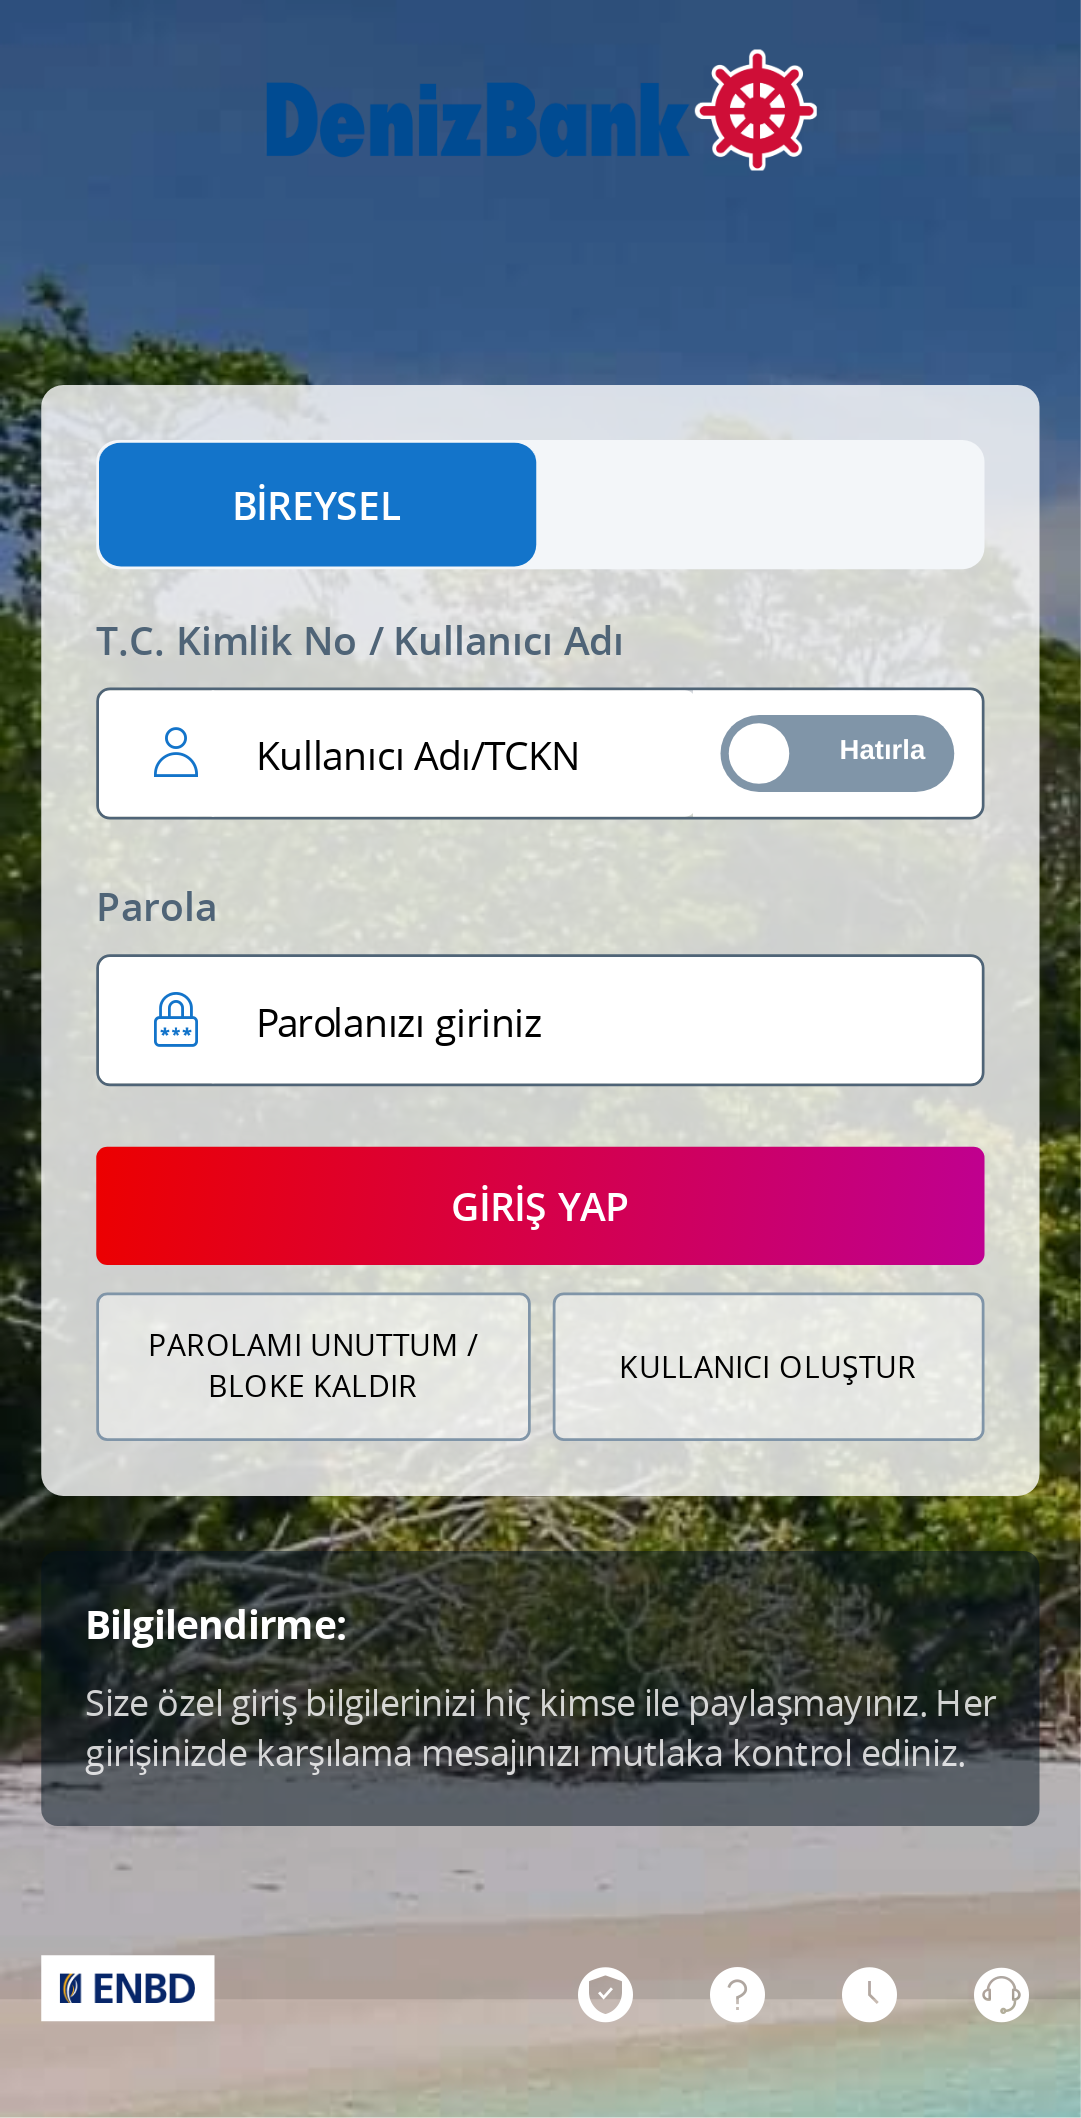 DenizBank
BİREYSEL
T.C. Kimlik No / Kullanıcı Adı
Kullanıcı Adı/TCKN
Hatırla
Parola
***
Parolanızı giriniz
GİRİŞ YAP
PAROLAMI UNUTTUM /
BLOKE KALDIR
KULLANICI OLUŞTUR
Bilgilendirme:
Size özel giriş bilgilerinizi hiç kimse ile paylaşmayınız. Her
girişinizde karşılama mesajınızı mutlaka kontrol ediniz.
ENBD
?